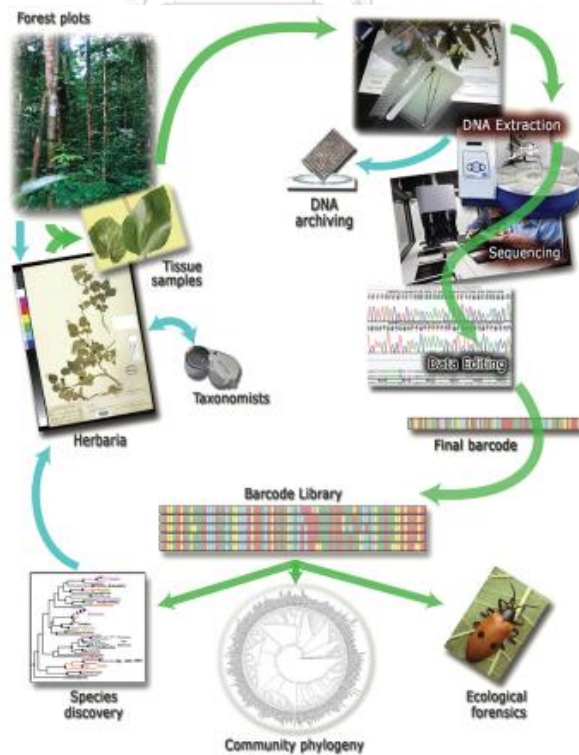 Forest plots
DNA Extraction
DNA
archiving
Sequencing
Tissue
samples
Data Editing
Taxonomists
Herbaria
Final barcode
Barcode Library
Species
discovery
Ecological
forensics
Community phylogeny